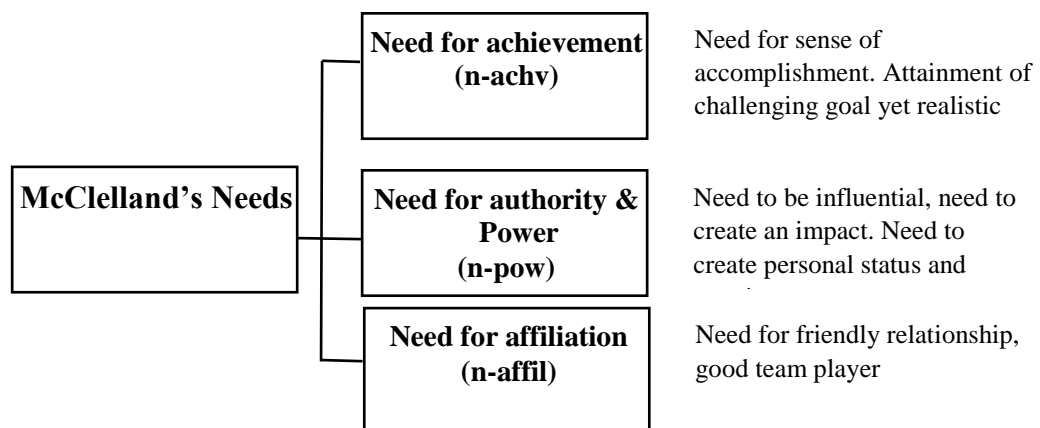 Need for achievement
(n-achv)
Need for sense of
accomplishment. Attainment of
challenging goal yet realistic
McClelland’s Needs
Need for authority &
Power
(n-pow)
Need to be influential, need to
create an impact. Need to
create personal status and
Need for affiliation
(n-affil)
Need for friendly relationship,
good team player